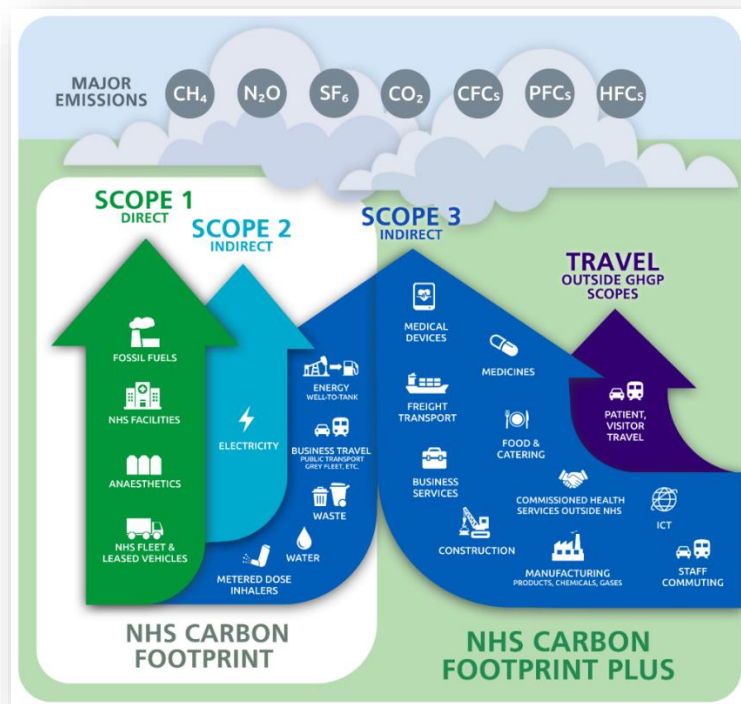 MAJOR
EMISSIONS
CH₄
N₂O
SF₆
CO₂
CFCs
PFCs
HFCs
SCOPE 1
DIRECT
SCOPE 2
INDIRECT
SCOPE 3
INDIRECT
TRAVEL
OUTSIDE GHGP
SCOPES
FOSSIL FUELS
NHS FACILITIES
ANAESTHETICS
NHS FLEET &
LEASED VEHICLES
ELECTRICITY
ENERGY
WELL-TO-TANK
BUSINESS TRAVEL
PUBLIC TRANSPORT
GREY FLEET, ETC.
WASTE
WATER
METERED DOSE
INHALERS
MEDICAL
DEVICES
MEDICINES
FREIGHT
TRANSPORT
FOOD &
CATERING
BUSINESS
SERVICES
COMMISSIONED HEALTH
SERVICES OUTSIDE NHS
ICT
CONSTRUCTION
MANUFACTURING
PRODUCTS, CHEMICALS, GASES
STAFF
COMMUTING
PATIENT,
VISITOR
TRAVEL
NHS CARBON
FOOTPRINT
NHS CARBON
FOOTPRINT PLUS